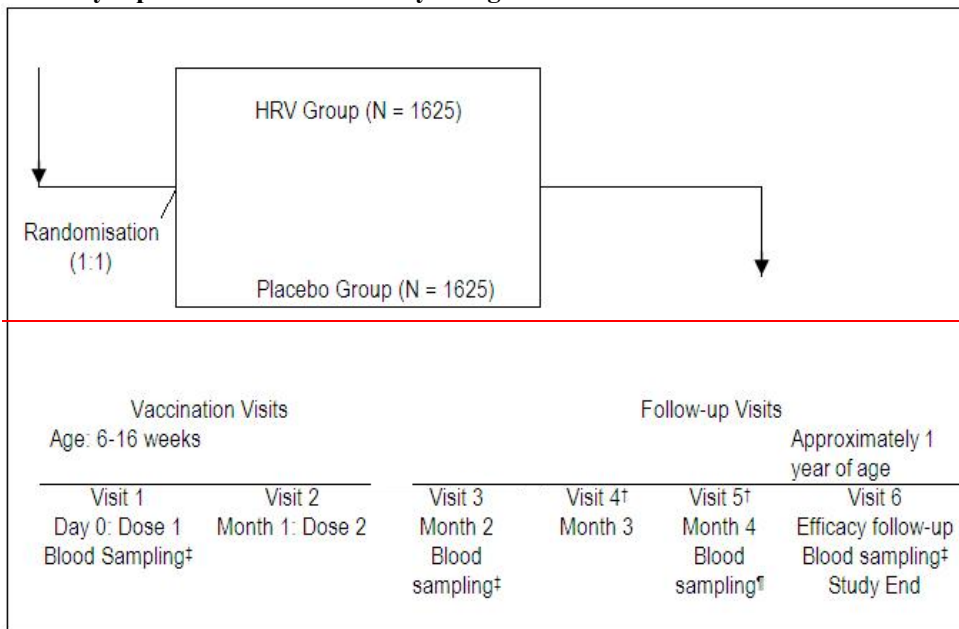 HRV Group (N = 1625)
Randomisation
(1:1)
Placebo Group (N = 1625)
Vaccination Visits
Age: 6-16 weeks
Follow-up Visits
Approximately 1
year of age
Visit 1
Day 0: Dose 1
Blood Sampling‡
Visit 2
Month 1: Dose 2
Visit 3
Month 2
Blood
sampling‡
Visit 4†
Month 3
Visit 5†
Month 4
Blood
sampling¶
Visit 6
Efficacy follow-up
Blood sampling‡
Study End